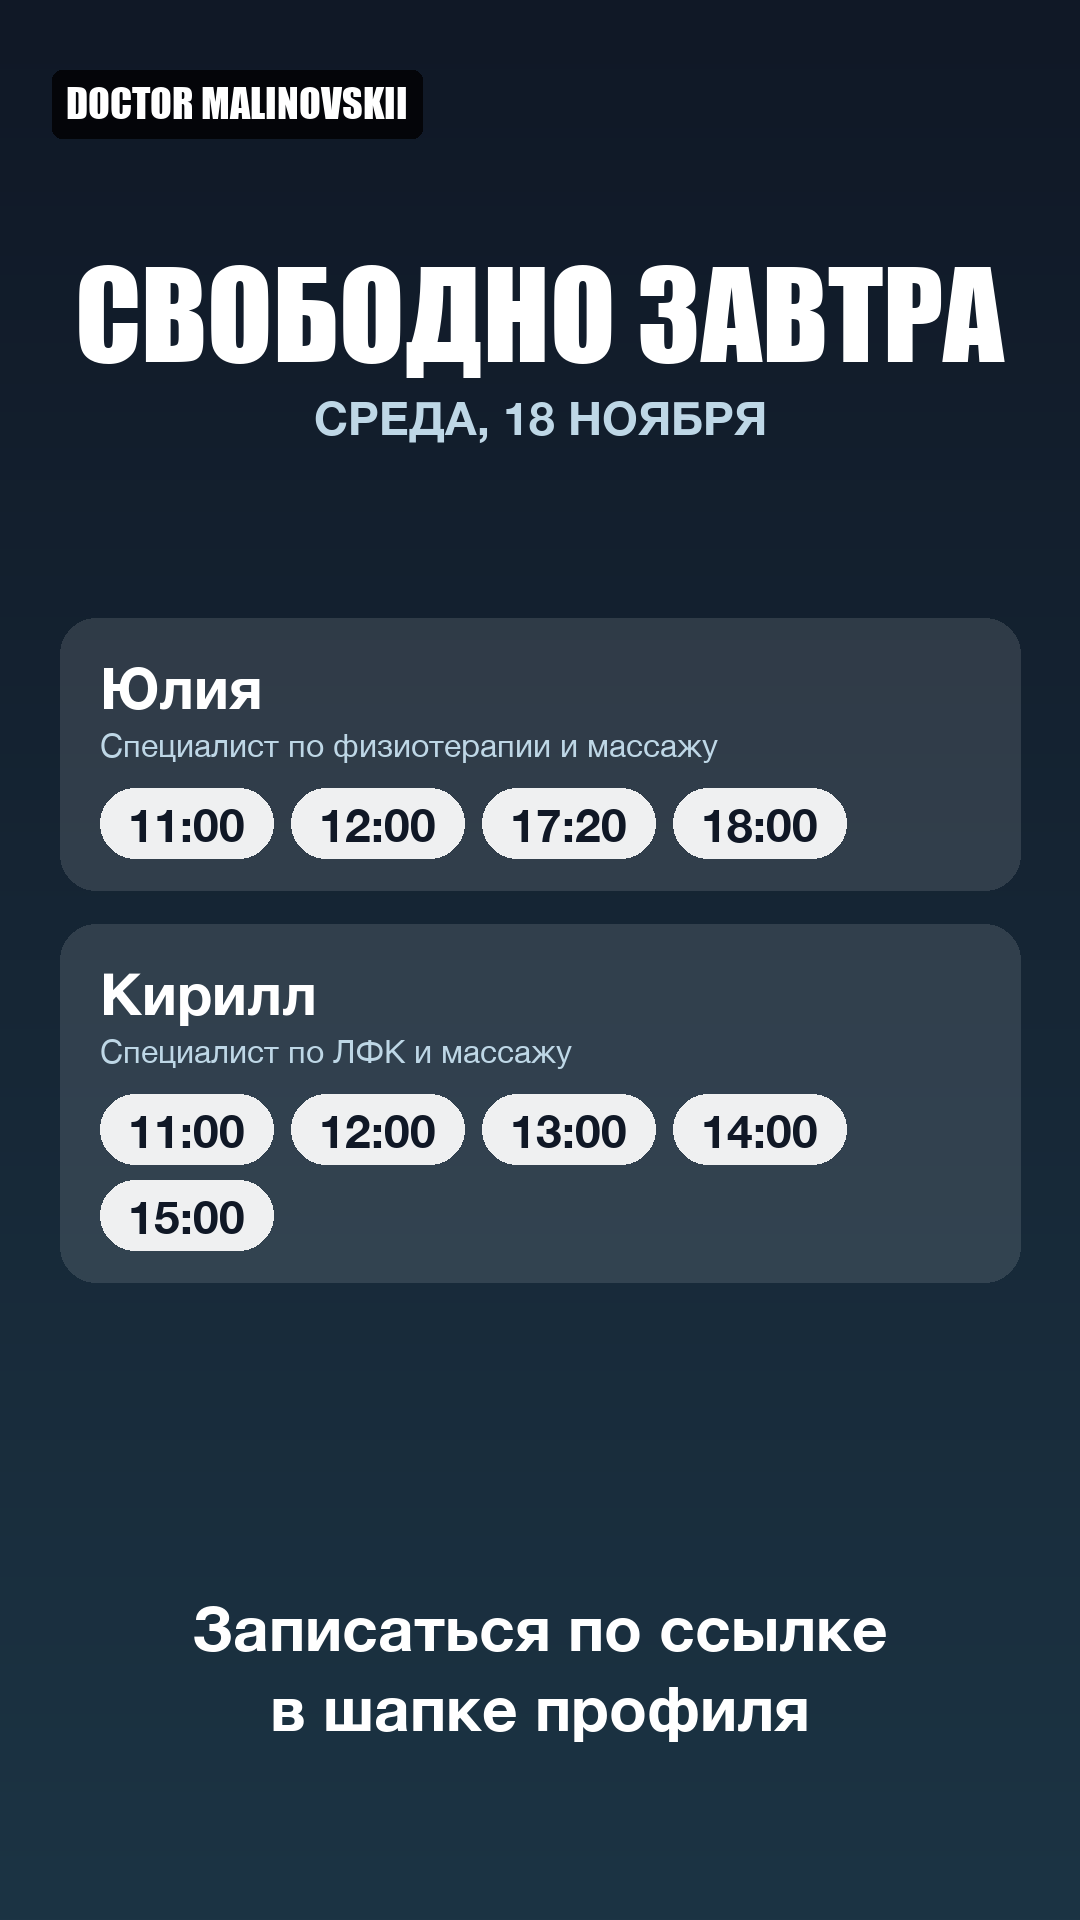 DOCTOR MALINOVSKII
СВОБОДНО ЗАВТРА
СРЕДА, 18 НОЯБРЯ
Юлия
Специалист по физиотерапии и массажу
11:00 12:00 17:20 18:00
Кирилл
Специалист по ЛФК и массажу
11:00 12:00 13:00 14:00
15:00
Записаться по ссылке
в шапке профиля